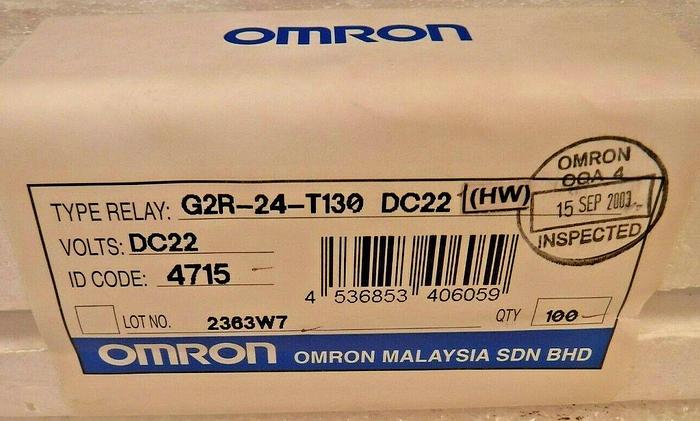 OMRON
TYPE RELAY: G2R-24-T130 DC22 (HW)
VOLTS: DC22
ID CODE: 4715
4 536853 406059
LOT NO. 2363W7
QTY 100
OMRON OMRON MALAYSIA SDN BHD
OMRON
OQA 4
15 SEP 2003
INSPECTED